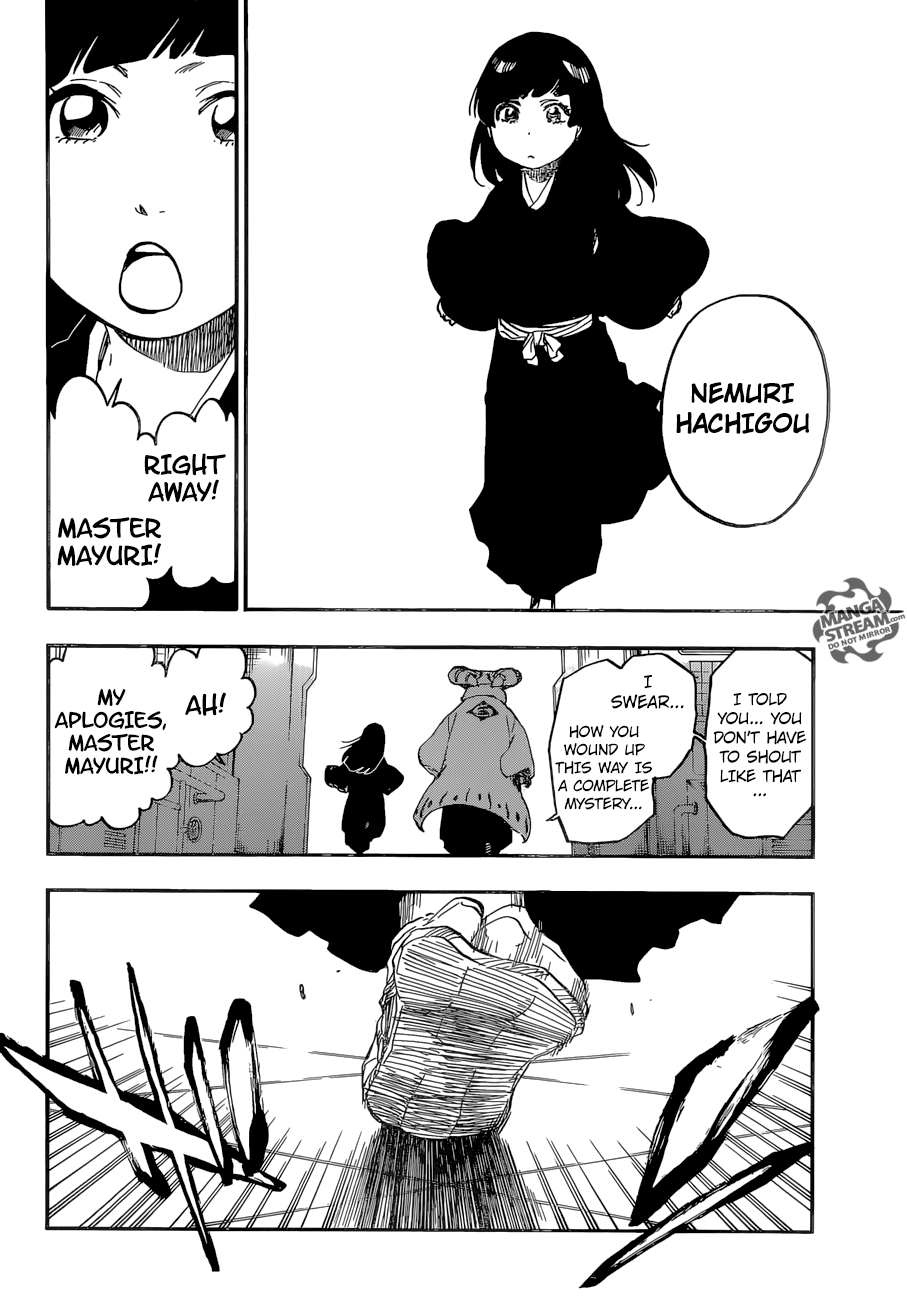 NEMURI
HACHIGOU
RIGHT
AWAY!
MASTER
MAYURI!
MANGA
STREAM.com
DO NOT MIRROR
I TOLD
YOU... YOU
DON'T HAVE
TO SHOUT
LIKE THAT
...
I
SWEAR...
HOW YOU
WOUND UP
THIS WAY IS
A COMPLETE
MYSTERY...
AH!
MY
APLOGIES,
MASTER
MAYURI!!